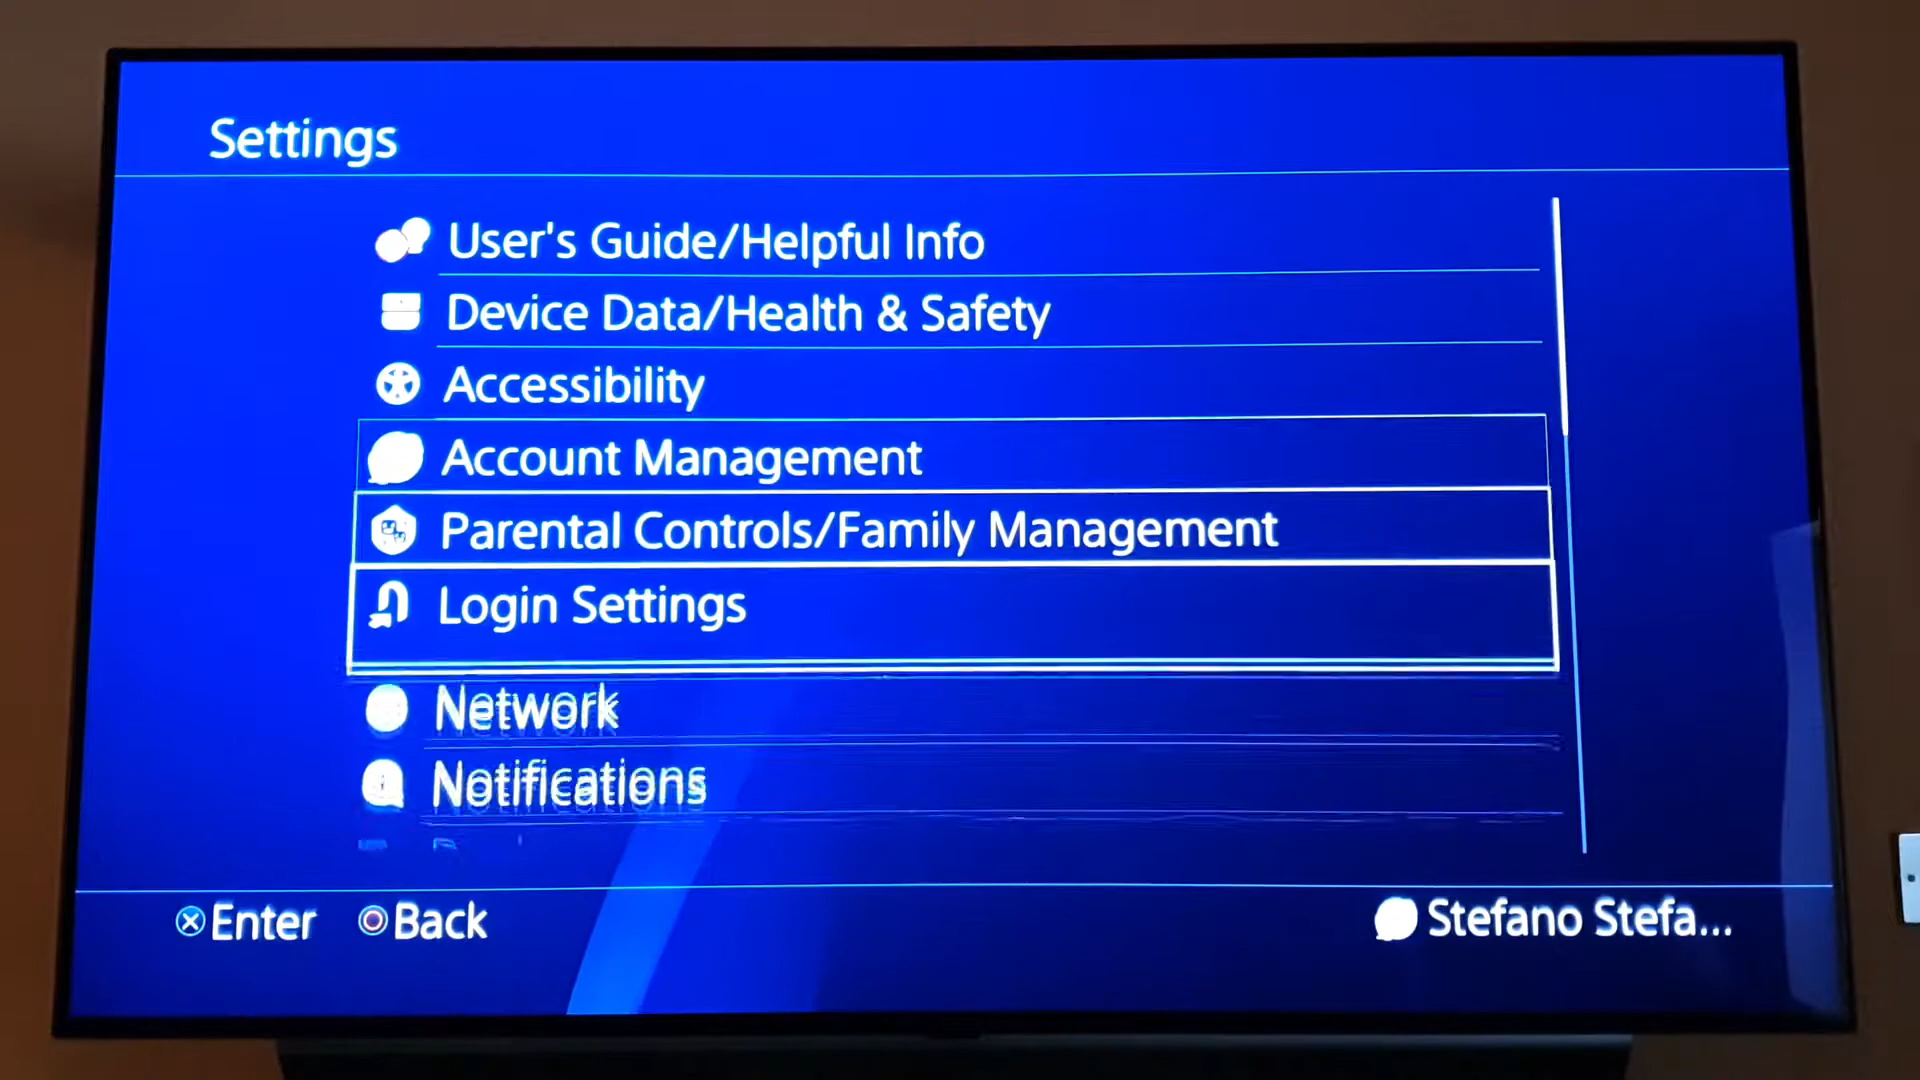 Settings
User's Guide/Helpful Info
Device Data/Health & Safety
Accessibility
Account Management
Parental Controls/Family Management
Login Settings
Network
Notifications
Enter
Back
Stefano Stefa...